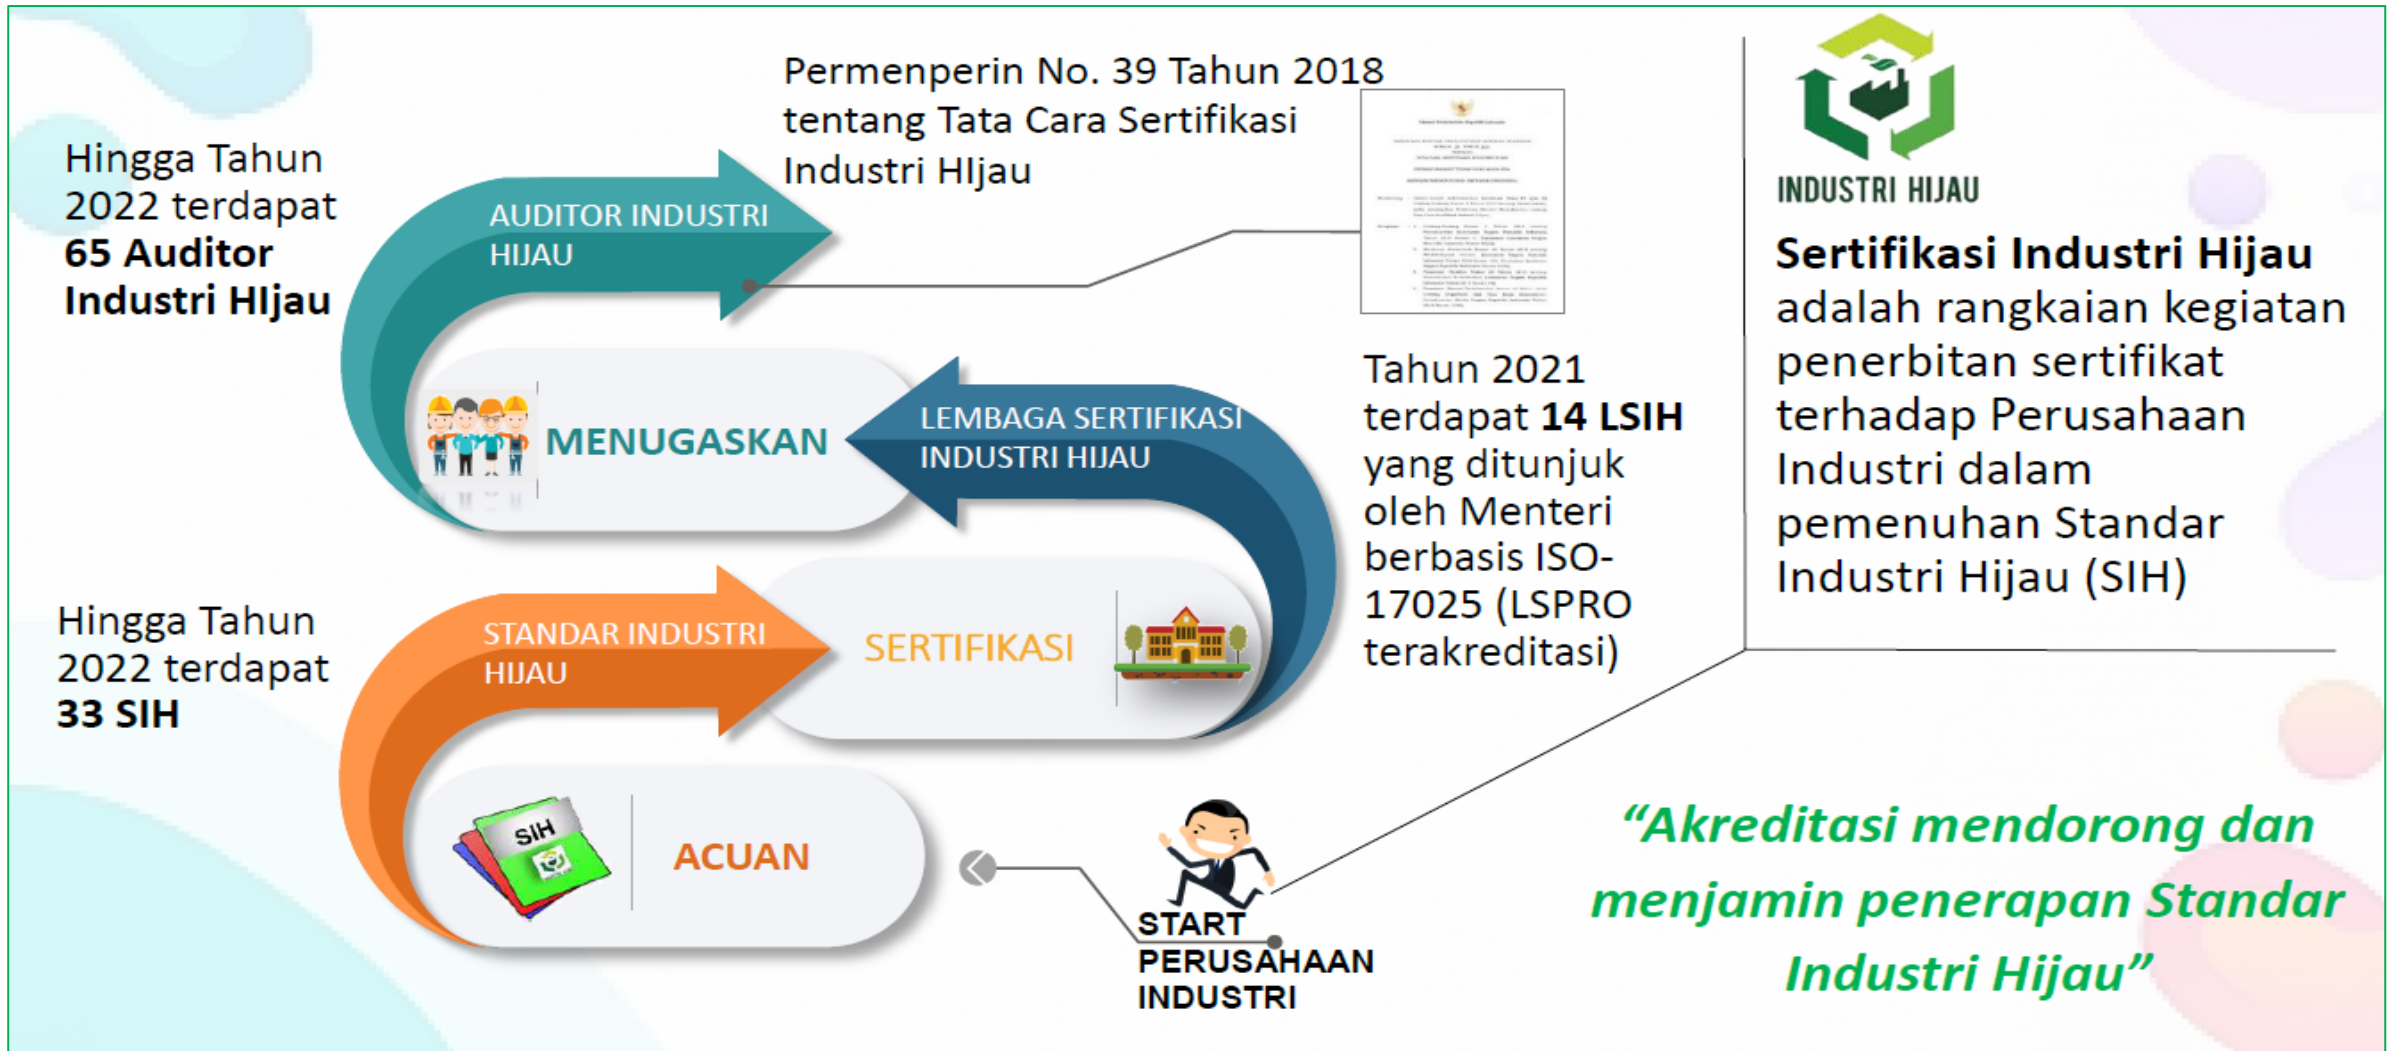 Permenperin No. 39 Tahun 2018
tentang Tata Cara Sertifikasi
Industri HIjau
Hingga Tahun
2022 terdapat
65 Auditor
Industri HIjau
AUDITOR INDUSTRI
HIJAU
MENUGASKAN
LEMBAGA SERTIFIKASI
INDUSTRI HIJAU
Tahun 2021
terdapat 14 LSIH
yang ditunjuk
oleh Menteri
berbasis ISO-
17025 (LSPRO
terakreditasi)
Hingga Tahun
2022 terdapat
33 SIH
STANDAR INDUSTRI
HIJAU
SERTIFIKASI
SIH
ACUAN
START
PERUSAHAAN
INDUSTRI
INDUSTRI HIJAU
Sertifikasi Industri Hijau
adalah rangkaian kegiatan
penerbitan sertifikat
terhadap Perusahaan
Industri dalam
pemenuhan Standar
Industri Hijau (SIH)
“Akreditasi mendorong dan
menjamin penerapan Standar
Industri Hijau”